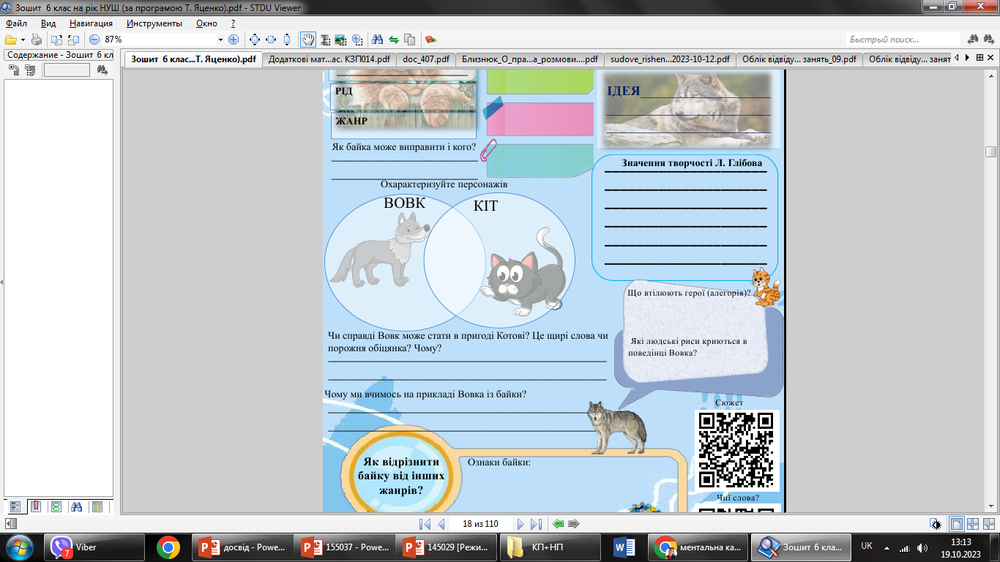 Зошит  6 клас на рік НУШ (за програмою Т. Яценко).pdf - STDU Viewer
Файл Вид Навигация Инструменты Окно ?
87%
Быстрый поиск...
Содержание - Зошит  6 кл
Зошит  6 клас...Т. Яценко).pdf
Додаткові мат...ас. КЗП014.pdf
doc_407.pdf
Близнюк_О_пра...а_розмови....pdf
sudove_rishen...2023-10-12.pdf
Облік відвіду... занять_09.pdf
Облік відвіду... занят
РІД
ЖАНР
Як байка може виправити і кого?
ІДЕЯ
Значення творчості Л. Глібова
Охарактеризуйте персонажів
ВОВК
КІТ
Що втілюють герої (алегорія)?
Які людські риси криються в
поведінці Вовка?
Чи справді Вовк може стати в пригоді Котові? Це щирі слова чи
порожня обіцянка? Чому?
Чому ми вчимось на прикладі Вовка із байки?
Сюжет
Як відрізнити
байку від інших
жанрів?
Ознаки байки:
Чиї слова?
18 из 110
Viber
7
досвід - Powe...
155037 - Powe...
145029 [Режи...
КП+НП
ментальна ка...
Зошит  6 кла...
UK
13:13
19.10.2023